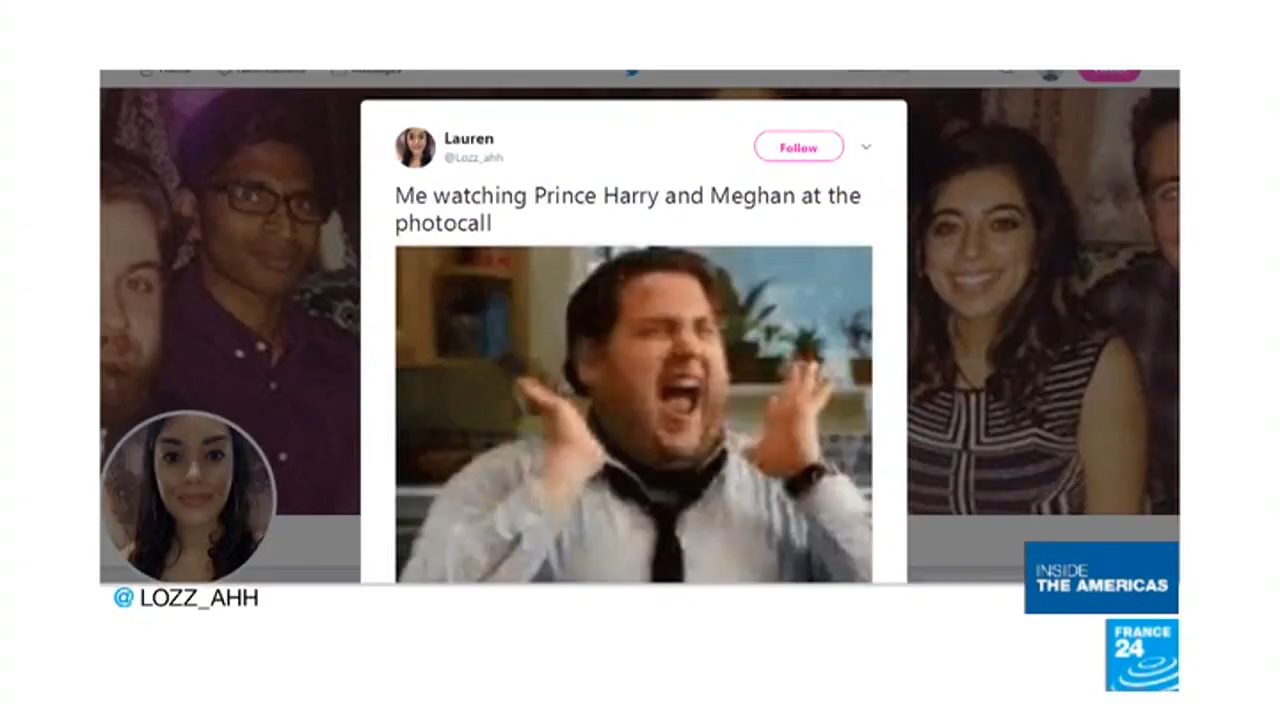 Lauren
@Lozz_ahh
Follow
Me watching Prince Harry and Meghan at the
photocall
@ LOZZ_AHH
INSIDE
THE AMERICAS
FRANCE
24